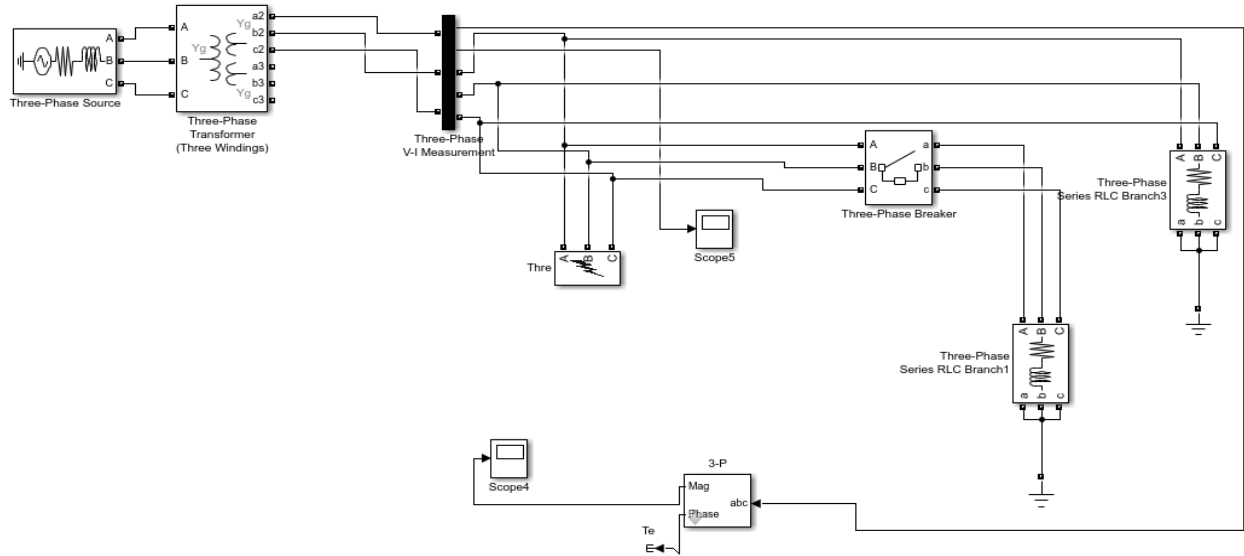 A
B
C
Three-Phase Source
A
B
C
Yg
Yg
Yg
a2
b2
c2
a3
b3
c3
Three-Phase
Transformer
(Three Windings)
Three-Phase
V-I Measurement
A
B
C
a
b
c
Three-Phase Breaker
A
B
C
a
b
c
Three-Phase
Series RLC Branch3
Scope5
A
B
C
Thre
A
B
C
a
b
c
Three-Phase
Series RLC Branch1
Scope4
3-P
Mag
Phase
abc
Te
E